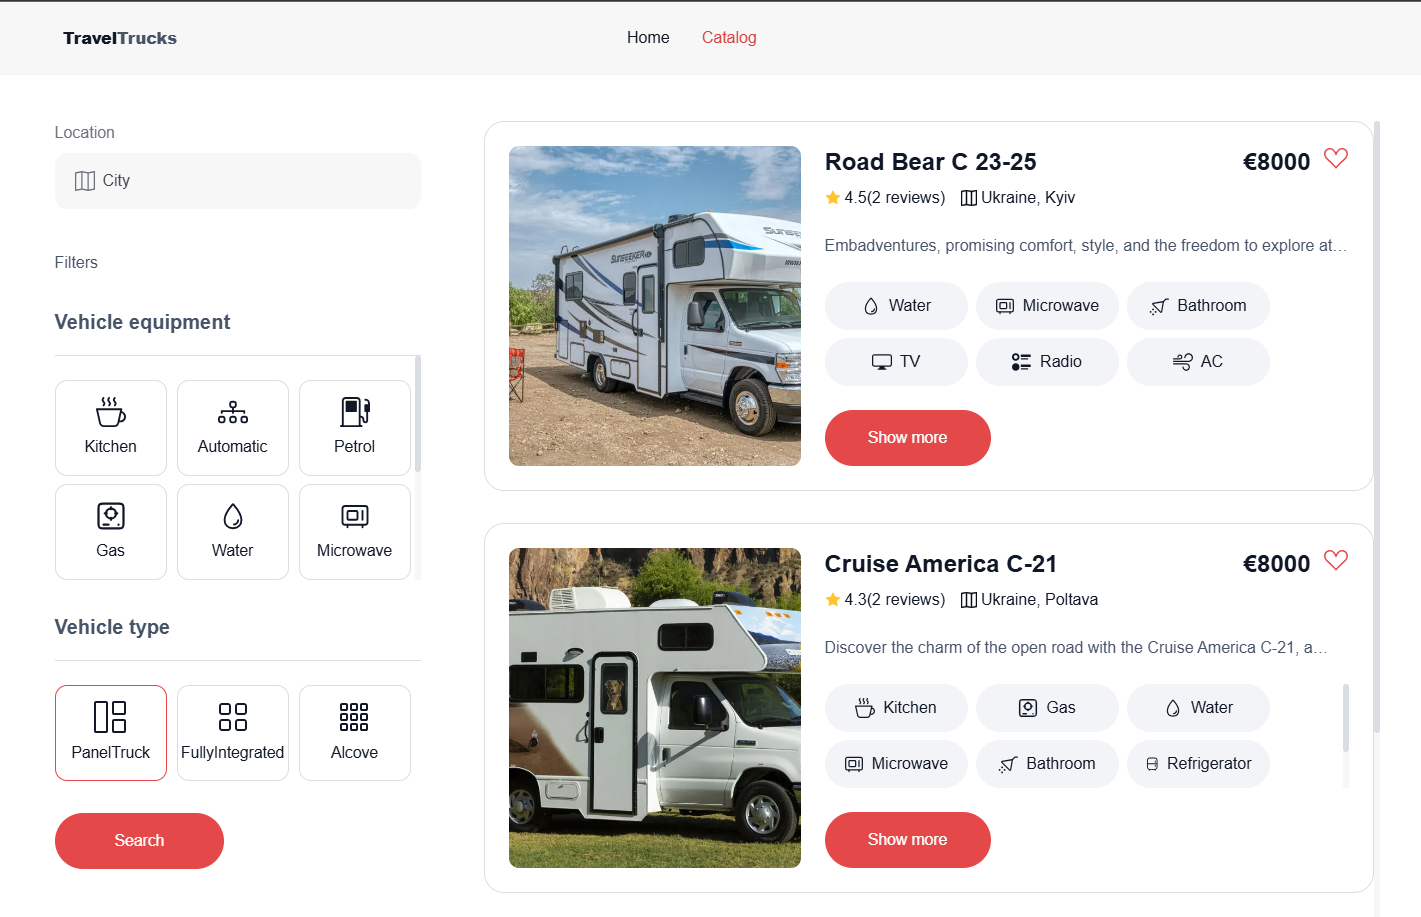 TravelTrucks
Home Catalog
Location
City
Filters
Vehicle equipment
Kitchen Automatic Petrol
Gas Water Microwave
Vehicle type
PanelTruck FullyIntegrated Alcove
Search
SUNSEEKER
Road Bear C 23-25 €8000
4.5(2 reviews) Ukraine, Kyiv
Embadventures, promising comfort, style, and the freedom to explore at…
Water Microwave Bathroom
TV Radio AC
Show more
Cruise America C-21 €8000
4.3(2 reviews) Ukraine, Poltava
Discover the charm of the open road with the Cruise America C-21, a…
Kitchen Gas Water
Microwave Bathroom Refrigerator
Show more